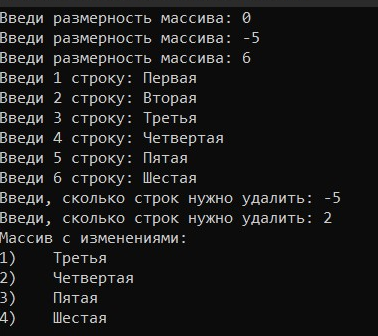 Введи размерность массива: 0
Введи размерность массива: -5
Введи размерность массива: 6
Введи 1 строку: Первая
Введи 2 строку: Вторая
Введи 3 строку: Третья
Введи 4 строку: Четвертая
Введи 5 строку: Пятая
Введи 6 строку: Шестая
Введи, сколько строк нужно удалить: -5
Введи, сколько строк нужно удалить: 2
Массив с изменениями:
1) Третья
2) Четвертая
3) Пятая
4) Шестая